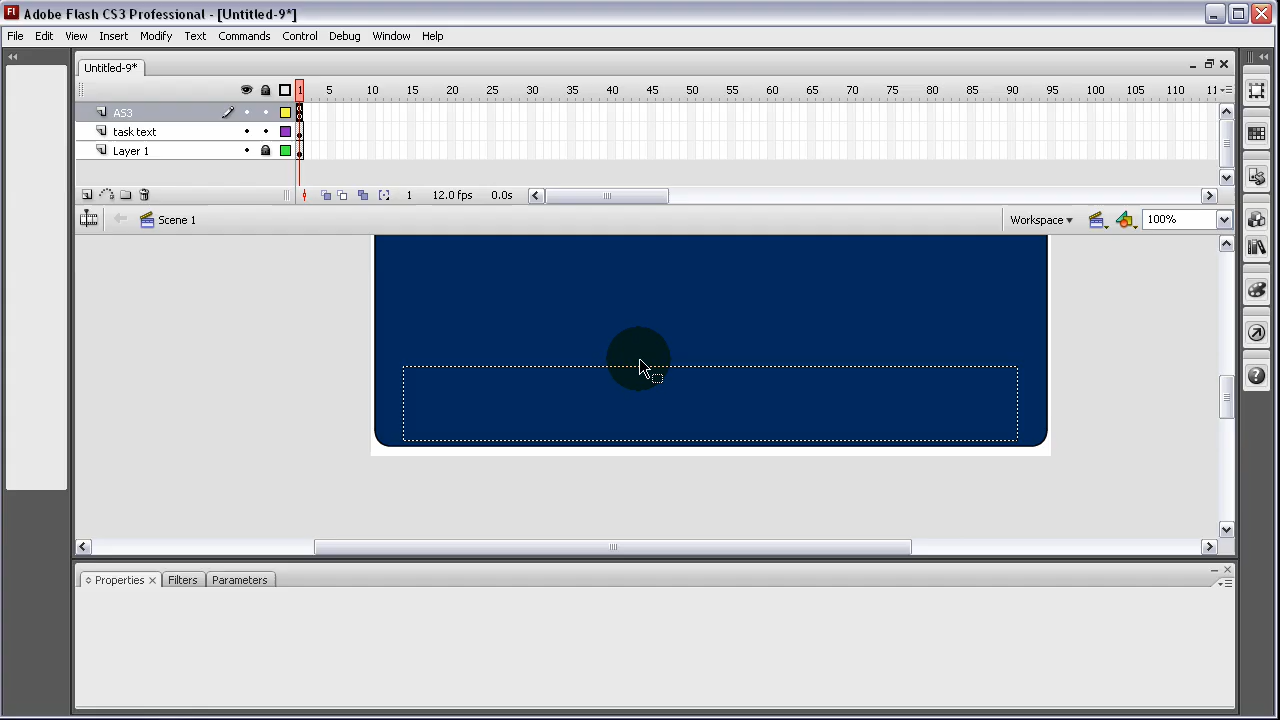 Adobe Flash CS3 Professional - [Untitled-9*]
File Edit View Insert Modify Text Commands Control Debug Window Help
Untitled-9*
1 5 10 15 20 25 30 35 40 45 50 55 60 65 70 75 80 85 90 95 100 105 110 11
AS3
task text
Layer 1
1 12.0 fps 0.0s
Scene 1 Workspace 100%
Properties Filters Parameters